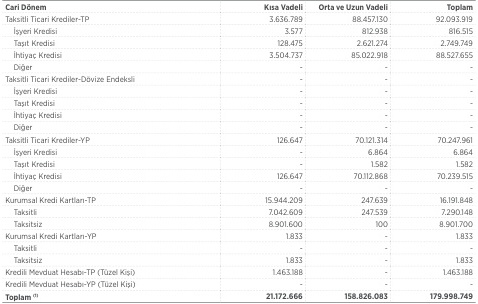 Cari Dönem Kısa Vadeli Orta ve Uzun Vadeli Toplam
Taksitli Ticari Krediler-TP 3.636.789 88.457.130 92.093.919
İşyeri Kredisi 3.577 812.938 816.515
Taşıt Kredisi 128.475 2.621.274 2.749.749
İhtiyaç Kredisi 3.504.737 85.022.918 88.527.655
Diğer - - -
Taksitli Ticari Krediler-Dövize Endeksli - - -
İşyeri Kredisi - - -
Taşıt Kredisi - - -
İhtiyaç Kredisi - - -
Diğer - - -
Taksitli Ticari Krediler-YP 126.647 70.121.314 70.247.961
İşyeri Kredisi - 6.864 6.864
Taşıt Kredisi - 1.582 1.582
İhtiyaç Kredisi 126.647 70.112.868 70.239.515
Diğer - - -
Kurumsal Kredi Kartları-TP 15.944.209 247.639 16.191.848
Taksitli 7.042.609 247.539 7.290.148
Taksitsiz 8.901.600 100 8.901.700
Kurumsal Kredi Kartları-YP 1.833 - 1.833
Taksitli - - -
Taksitsiz 1.833 - 1.833
Kredili Mevduat Hesabı-TP (Tüzel Kişi) 1.463.188 - 1.463.188
Kredili Mevduat Hesabı-YP (Tüzel Kişi) - - -
Toplam (1) 21.172.666 158.826.083 179.998.749